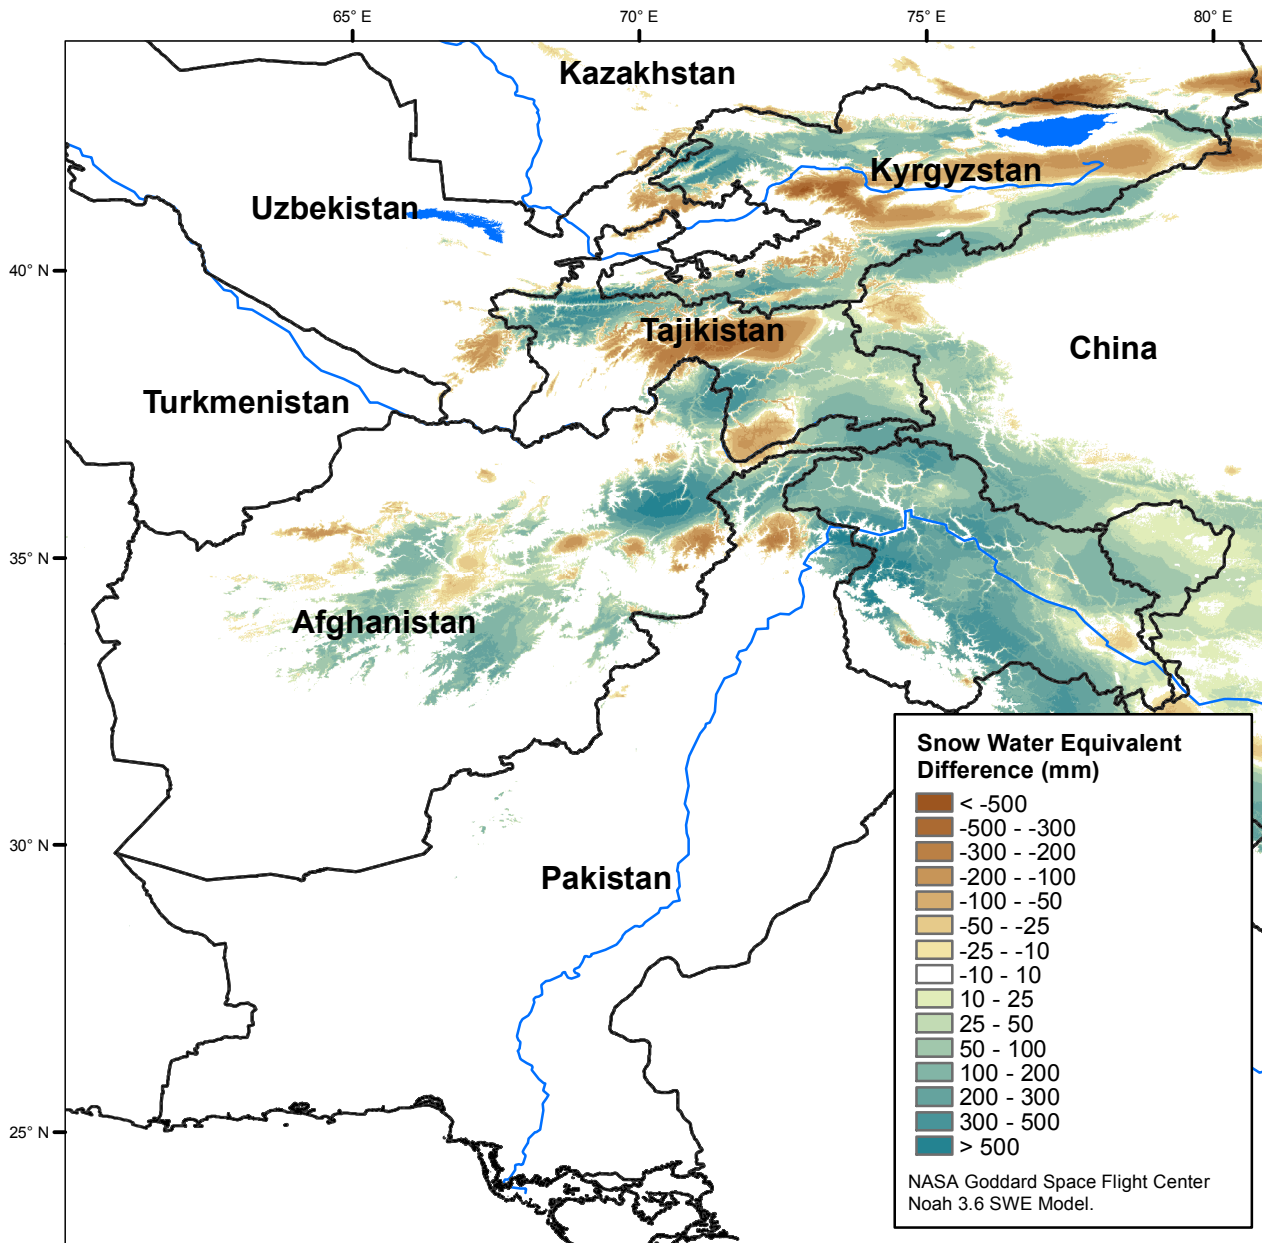 65° E
70° E
75° E
80° E
Kazakhstan
Kyrgyzstan
Uzbekistan
40° N
Tajikistan
China
Turkmenistan
35° N
Afghanistan
30° N
Pakistan
25° N
Snow Water Equivalent
Difference (mm)
< -500
-500 - -300
-300 - -200
-200 - -100
-100 - -50
-50 - -25
-25 - -10
-10 - 10
10 - 25
25 - 50
50 - 100
100 - 200
200 - 300
300 - 500
> 500
NASA Goddard Space Flight Center
Noah 3.6 SWE Model.